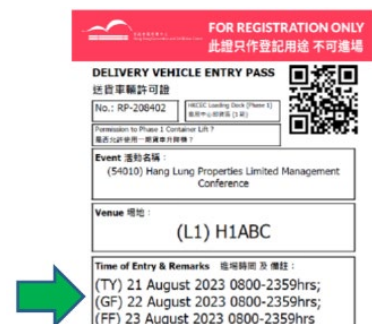 FOR REGISTRATION ONLY
此證只作登記用途 不可進場
DELIVERY VEHICLE ENTRY PASS
送貨車輛許可證
No.: RP-208402
HKCEC Loading Dock (Phase 1)
Permission to Phase 1 Container Lift ?
Event 活動名稱 :
(54010) Hang Lung Properties Limited Management
Conference
Venue 場地 :
(L1) H1ABC
Time of Entry & Remarks 進場時間 及 備註 :
(TY) 21 August 2023 0800-2359hrs;
(GF) 22 August 2023 0800-2359hrs;
(FF) 23 August 2023 0800-2359hrs